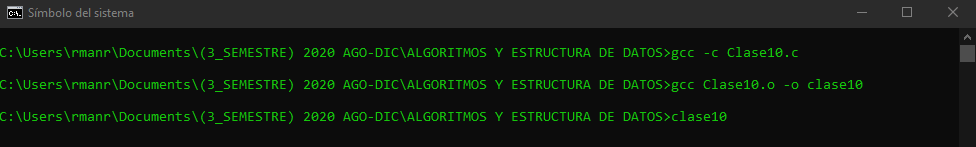 Símbolo del sistema
C:\Users\rmanr\Documents\(3_SEMESTRE) 2020 AGO-DIC\ALGORITMOS Y ESTRUCTURA DE DATOS>gcc -c Clase10.c
C:\Users\rmanr\Documents\(3_SEMESTRE) 2020 AGO-DIC\ALGORITMOS Y ESTRUCTURA DE DATOS>gcc Clase10.o -o clase10
C:\Users\rmanr\Documents\(3_SEMESTRE) 2020 AGO-DIC\ALGORITMOS Y ESTRUCTURA DE DATOS>clase10